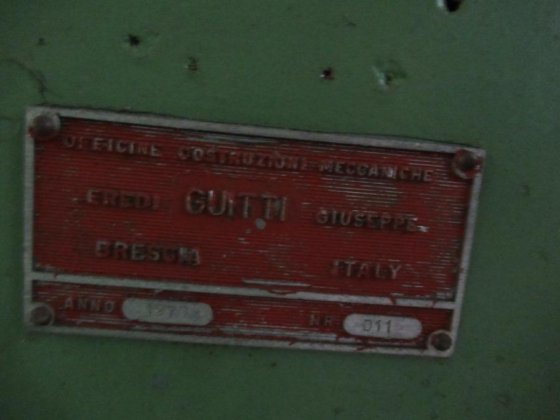 OFFICINE COSTRUZIONI MECCANICHE
EREDI GUITTI GIUSEPPE
BRESCIA ITALY
ANNO NR 011